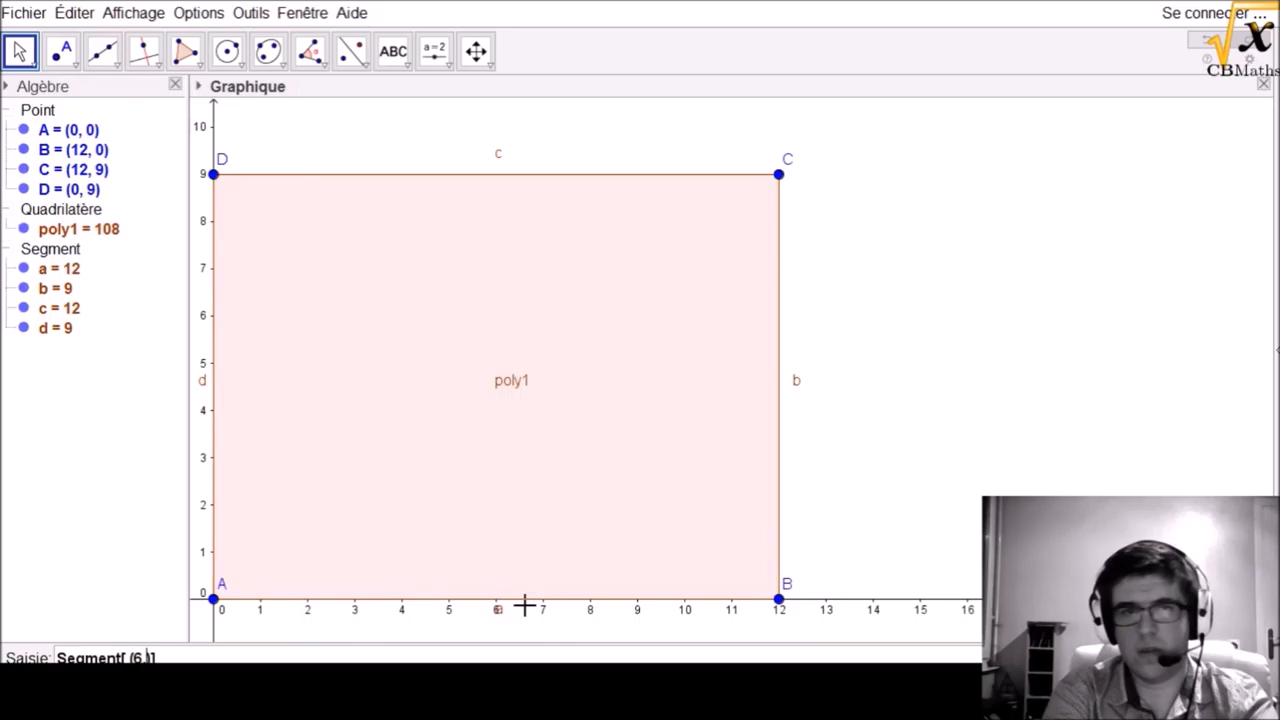 Fichier Éditer Affichage Options Outils Fenêtre Aide
Se connecter ...
A
ABC
a=2
x
CBMaths
Algèbre
Graphique
Point
A = (0, 0)
B = (12, 0)
C = (12, 9)
D = (0, 9)
Quadrilatère
poly1 = 108
Segment
a = 12
b = 9
c = 12
d = 9
10
9
8
7
6
5
4
3
2
1
0
D
c
C
d
poly1
b
A
B
0 1 2 3 4 5 6 7 8 9 10 11 12 13 14 15 16
Saisie: Segment[ (6,)]